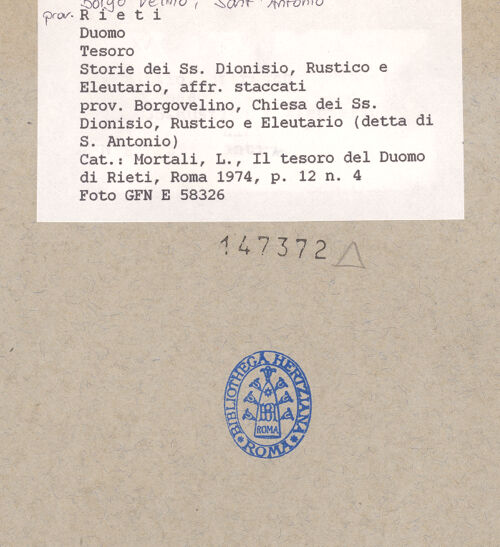 Borgo Velino, Sant' Antonio
prov. R i e t i
Duomo
Tesoro
Storie dei Ss. Dionisio, Rustico e
Eleutario, affr. staccati
prov. Borgovelino, Chiesa dei Ss.
Dionisio, Rustico e Eleutario (detta di
S. Antonio)
Cat.: Mortali, L., Il tesoro del Duomo
di Rieti, Roma 1974, p. 12 n. 4
Foto GFN E 58326
147372
BIBLIOTHECA HERTZIANA
ROMA
ROMA